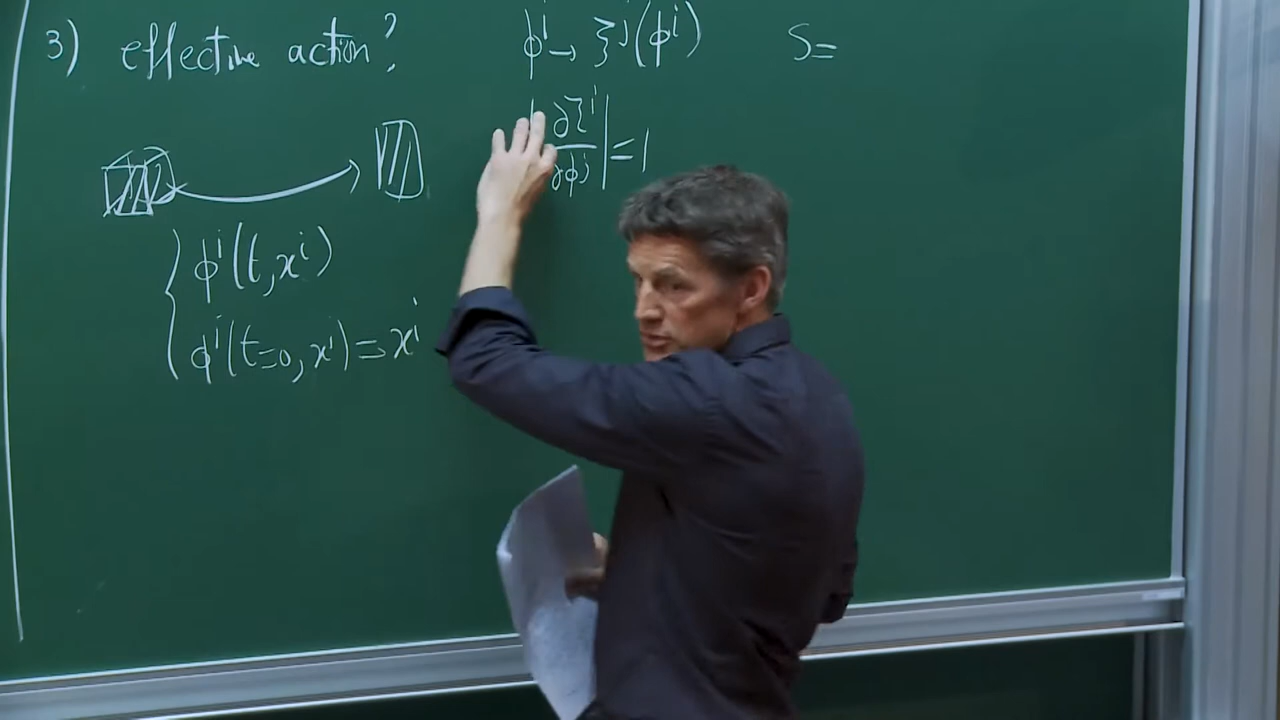 3) effective action?
ϕⁱ → ξʲ(ϕⁱ)
S=
|∂ξⁱ/∂ϕʲ| = 1
ϕⁱ(t, xⁱ)
ϕⁱ(t=0, xⁱ) = xⁱ